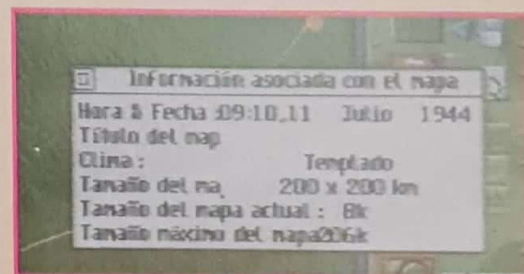 Información asociada con el mapa
Hora & Fecha :09:10,11 Julio 1944
Título del map
Clima : Templado
Tamaño del ma 200 x 200 km
Tamaño del mapa actual : 8k
Tamaño máximo del mapa206k